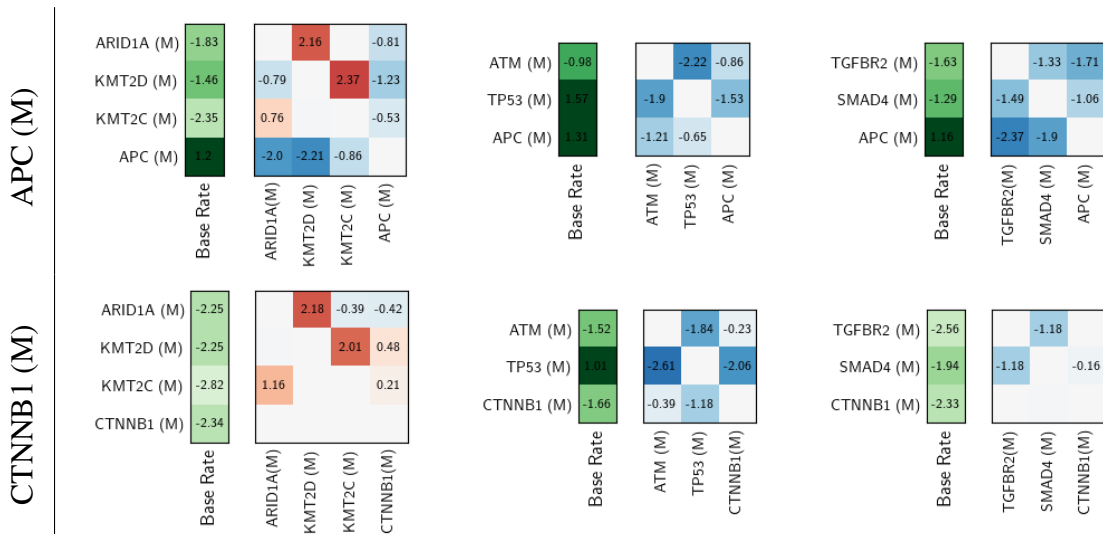 APC (M)
ARID1A (M) -1.83 2.16 -0.81
KMT2D (M) -1.46 -0.79 2.37 -1.23
KMT2C (M) -2.35 0.76 -0.53
APC (M) 1.2 -2.0 -2.21 -0.86
Base Rate ARID1A(M) KMT2D (M) KMT2C (M) APC (M)
ATM (M) -0.98 -2.22 -0.86
TP53 (M) 1.57 -1.9 -1.53
APC (M) 1.31 -1.21 -0.65
Base Rate ATM (M) TP53 (M) APC (M)
TGFBR2 (M) -1.63 -1.33 -1.71
SMAD4 (M) -1.29 -1.49 -1.06
APC (M) 1.16 -2.37 -1.9
Base Rate TGFBR2(M) SMAD4 (M) APC (M)
CTNNB1 (M)
ARID1A (M) -2.25 2.18 -0.39 -0.42
KMT2D (M) -2.25 2.01 0.48
KMT2C (M) -2.82 1.16 0.21
CTNNB1 (M) -2.34
Base Rate ARID1A(M) KMT2D (M) KMT2C (M) CTNNB1(M)
ATM (M) -1.52 -1.84 -0.23
TP53 (M) 1.01 -2.61 -2.06
CTNNB1 (M) -1.66 -0.39 -1.18
Base Rate ATM (M) TP53 (M) CTNNB1(M)
TGFBR2 (M) -2.56 -1.18
SMAD4 (M) -1.94 -1.18 -0.16
CTNNB1 (M) -2.33
Base Rate TGFBR2(M) SMAD4 (M) CTNNB1(M)